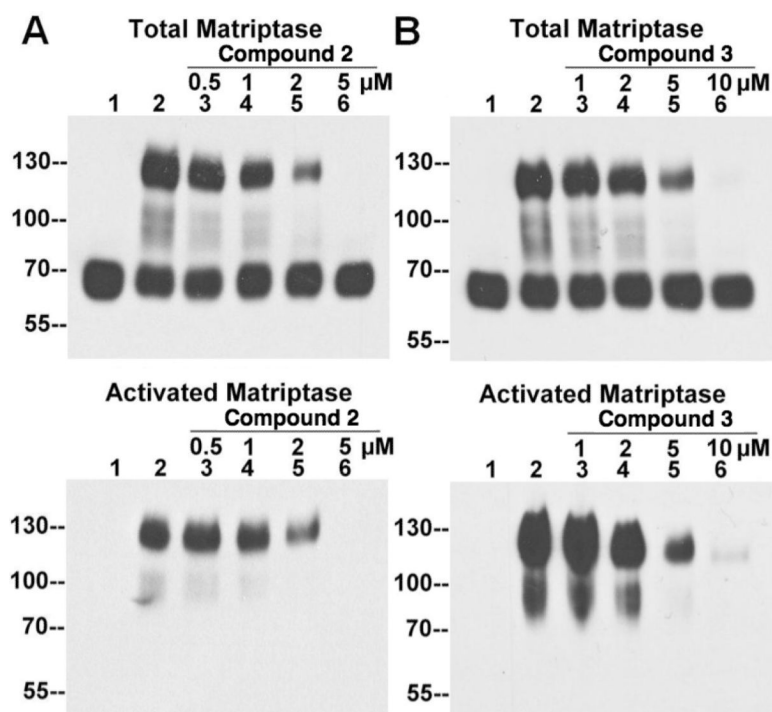 A
Total Matriptase
Compound 2
0.5 1 2 5 µM
1 2 3 4 5 6
130--
100--
70--
55--
Activated Matriptase
Compound 2
0.5 1 2 5 µM
1 2 3 4 5 6
130--
100--
70--
55--
B
Total Matriptase
Compound 3
1 2 5 10 µM
1 2 3 4 5 6
130--
100--
70--
55--
Activated Matriptase
Compound 3
1 2 5 10 µM
1 2 3 4 5 6
130--
100--
70--
55--